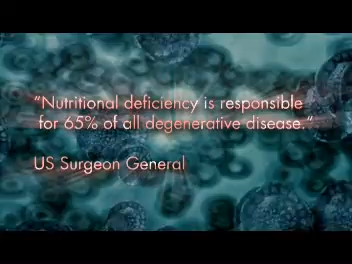 "Nutritional deficiency is responsible
for 65% of all degenerative disease."
US Surgeon General